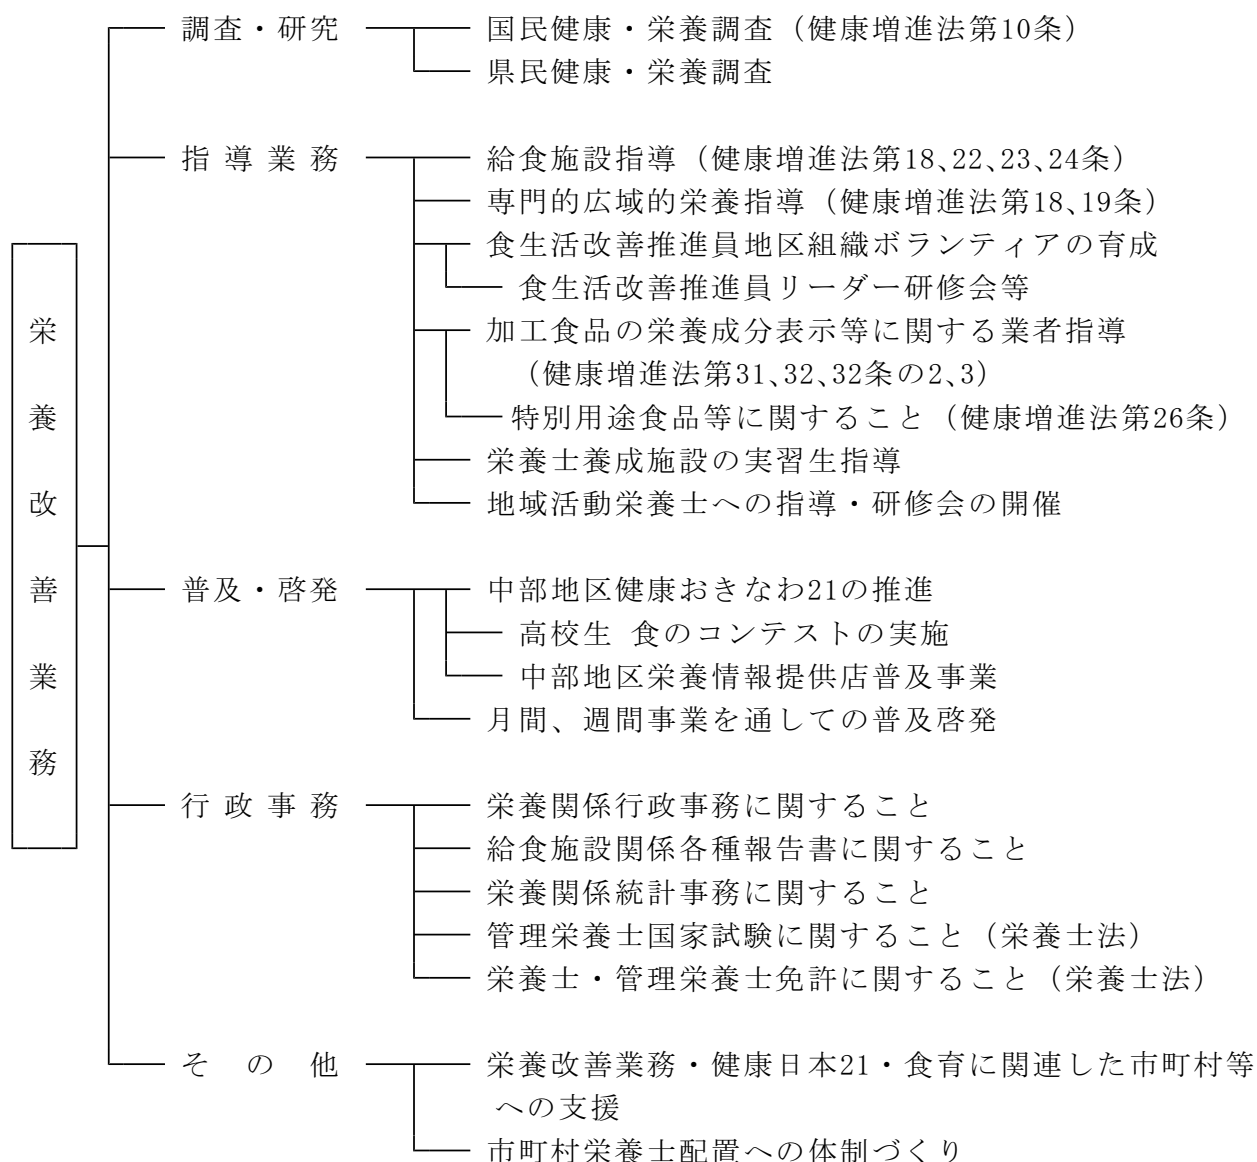 栄養改善業務
調査・研究
国民健康・栄養調査（健康増進法第10条）
県民健康・栄養調査
指導業務
給食施設指導（健康増進法第18、22、23、24条）
専門的広域的栄養指導（健康増進法第18、19条）
食生活改善推進員地区組織ボランティアの育成
食生活改善推進員リーダー研修会等
加工食品の栄養成分表示等に関する業者指導
（健康増進法第31、32、32条の2、3）
特別用途食品等に関すること（健康増進法第26条）
栄養士養成施設の実習生指導
地域活動栄養士への指導・研修会の開催
普及・啓発
中部地区健康おきなわ21の推進
高校生 食のコンテストの実施
中部地区栄養情報提供店普及事業
月間、週間事業を通しての普及啓発
行政事務
栄養関係行政事務に関すること
給食施設関係各種報告書に関すること
栄養関係統計事務に関すること
管理栄養士国家試験に関すること（栄養士法）
栄養士・管理栄養士免許に関すること（栄養士法）
その他
栄養改善業務・健康日本21・食育に関連した市町村等
への支援
市町村栄養士配置への体制づくり